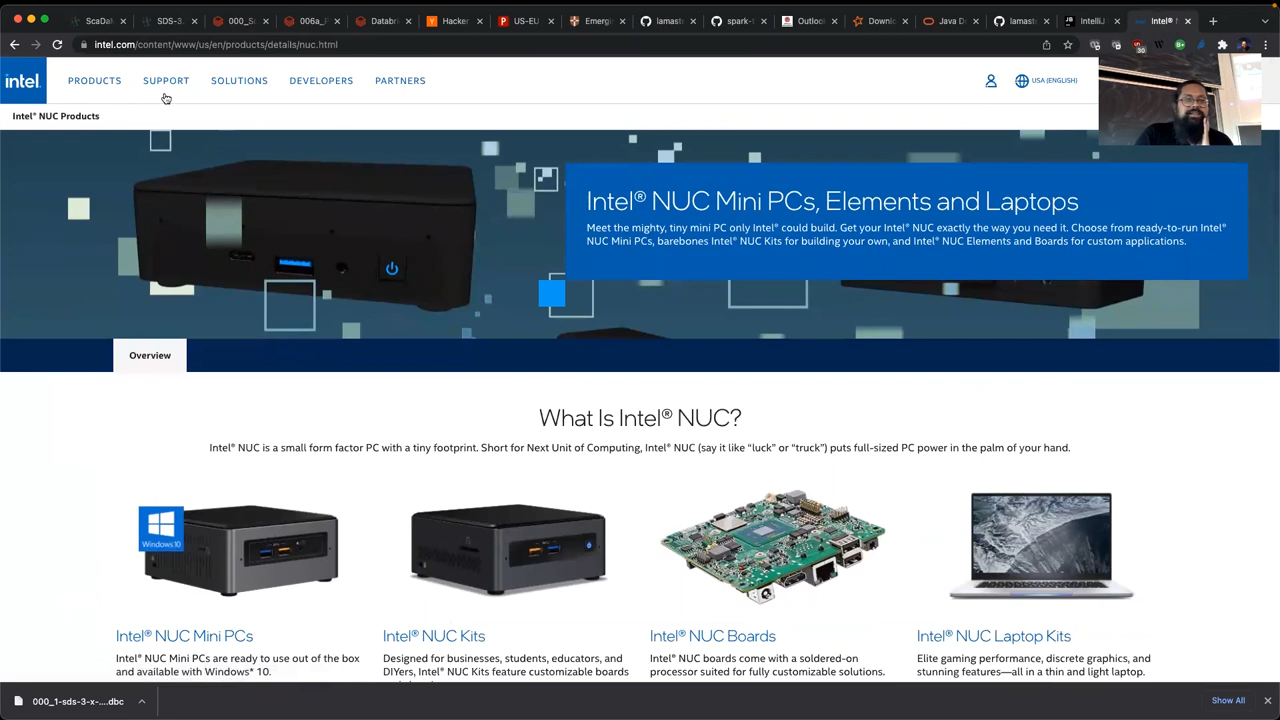 ScaDaM
SDS-3.
000_Sc
006a_P
Databri
Hacker
US-EU
Emergin
lamastr
spark-t
Outlook
Downlo
Java De
lamast
IntelliJ
Intel® N
intel.com/content/www/us/en/products/details/nuc.html
30
intel.
PRODUCTS
SUPPORT
SOLUTIONS
DEVELOPERS
PARTNERS
USA (ENGLISH)
Intel® NUC Products
Intel® NUC Mini PCs, Elements and Laptops
Meet the mighty, tiny mini PC only Intel® could build. Get your Intel® NUC exactly the way you need it. Choose from ready-to-run Intel®
NUC Mini PCs, barebones Intel® NUC Kits for building your own, and Intel® NUC Elements and Boards for custom applications.
Overview
What Is Intel® NUC?
Intel® NUC is a small form factor PC with a tiny footprint. Short for Next Unit of Computing, Intel® NUC (say it like “luck” or “truck”) puts full-sized PC power in the palm of your hand.
Windows 10
Intel® NUC Mini PCs
Intel® NUC Mini PCs are ready to use out of the box
and available with Windows* 10.
Intel® NUC Kits
Designed for businesses, students, educators, and
DIYers, Intel® NUC Kits feature customizable boards
Intel® NUC Boards
Intel® NUC boards come with a soldered-on
processor suited for fully customizable solutions.
Intel® NUC Laptop Kits
Elite gaming performance, discrete graphics, and
stunning features—all in a thin and light laptop.
000_1-sds-3-x-....dbc
Show All